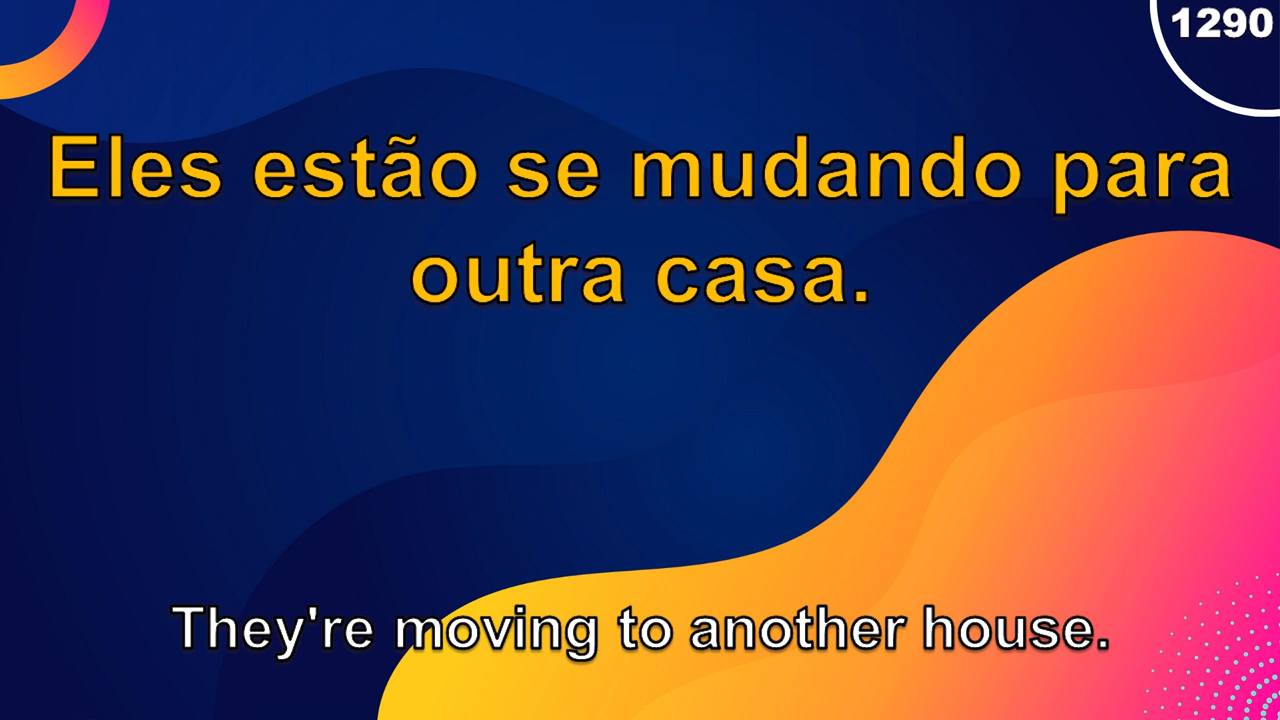 1290
Eles estão se mudando para
outra casa.
They're moving to another house.